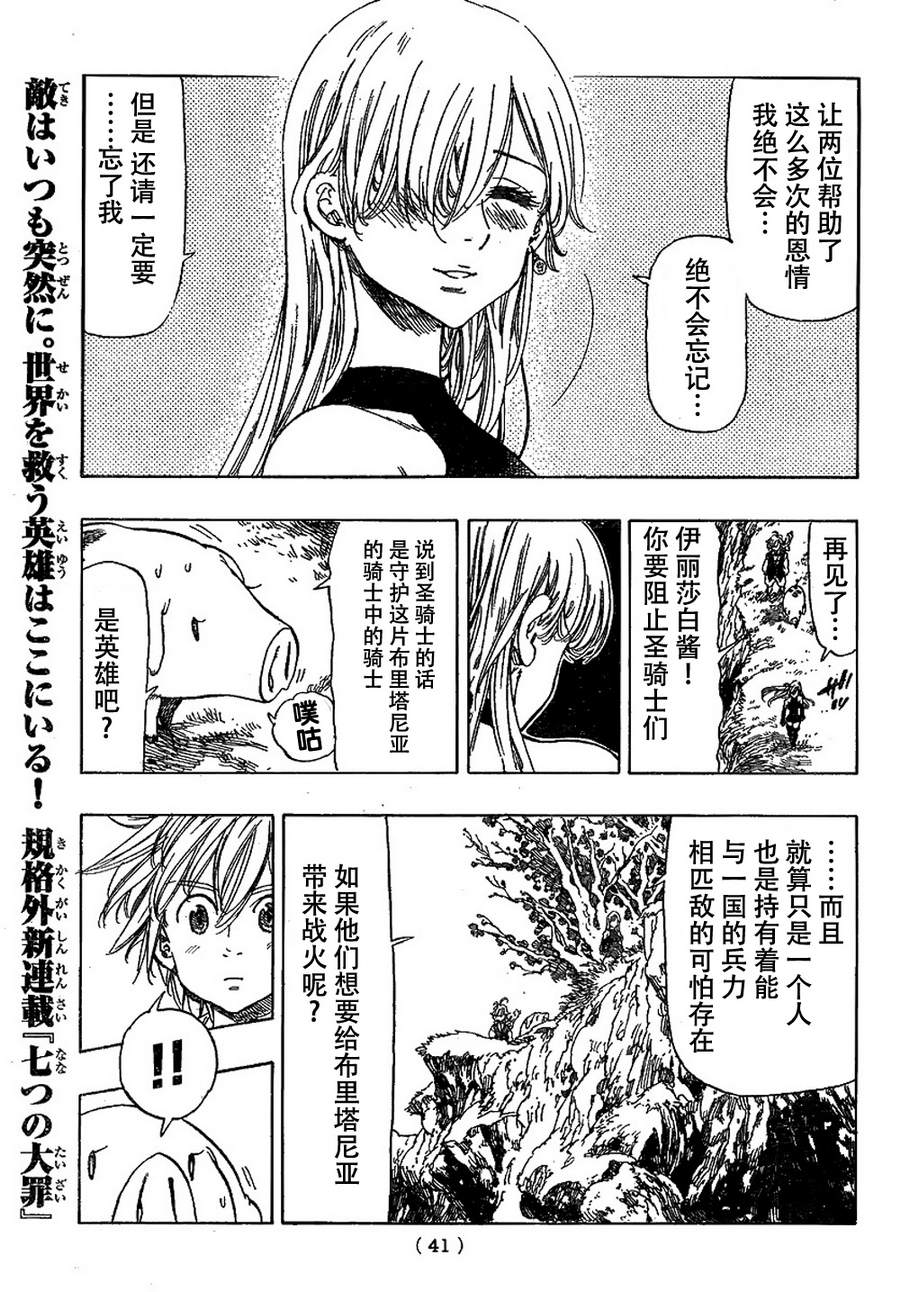 让两位帮助了
这么多次的恩情
我绝不会…
绝不会忘记…
但是 还请一定要
……忘了我
再见了…
伊丽莎白酱！
你要阻止圣骑士们
说到圣骑士的话
是守护这片布里塔尼亚
的骑士中的骑士
噗咕
是英雄吧？
……而且
就算只是一个人
也是持有着能
与一国的兵力
相匹敌的可怕存在
如果他们想要给布里塔尼亚
带来战火呢？
!!
敵はいつも突然に。世界を救う英雄はここにいる！ 規格外新連載『七つの大罪』
(41)